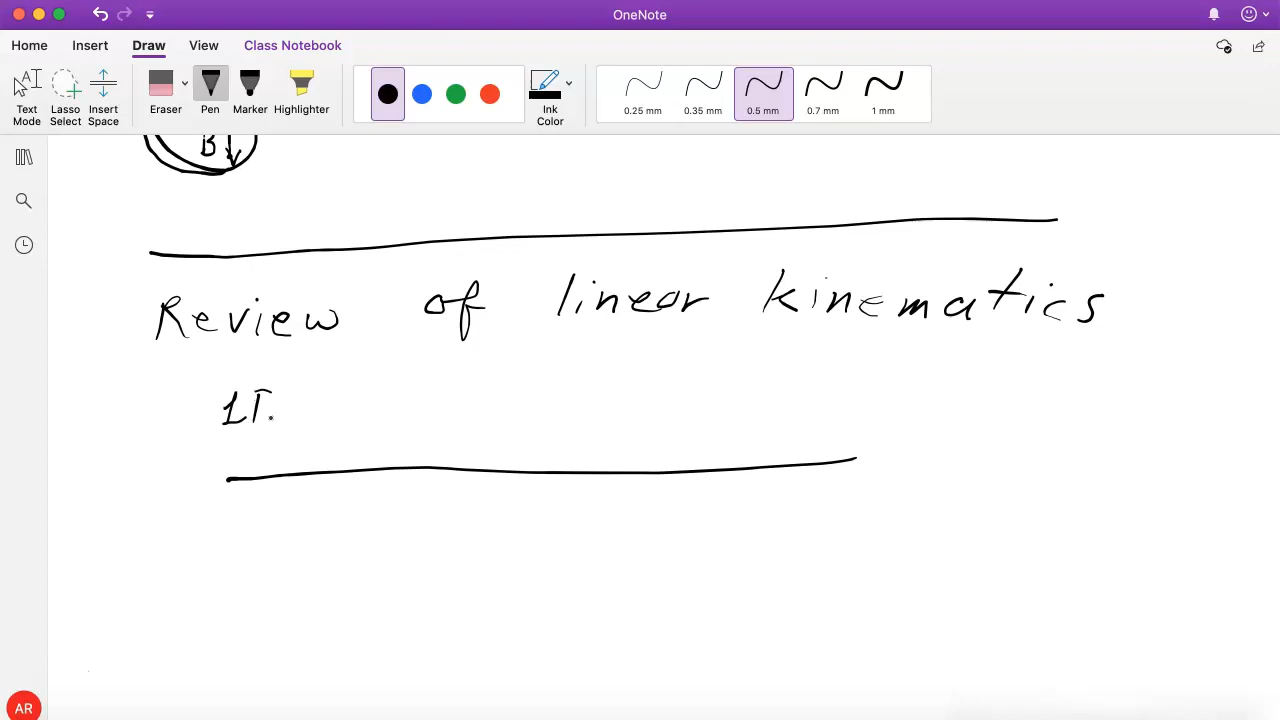 OneNote
Home Insert Draw View Class Notebook
Text Mode Lasso Select Insert Space Eraser Pen Marker Highlighter Ink Color 0.25 mm 0.35 mm 0.5 mm 0.7 mm 1 mm
B
Review of linear kinematics
AR